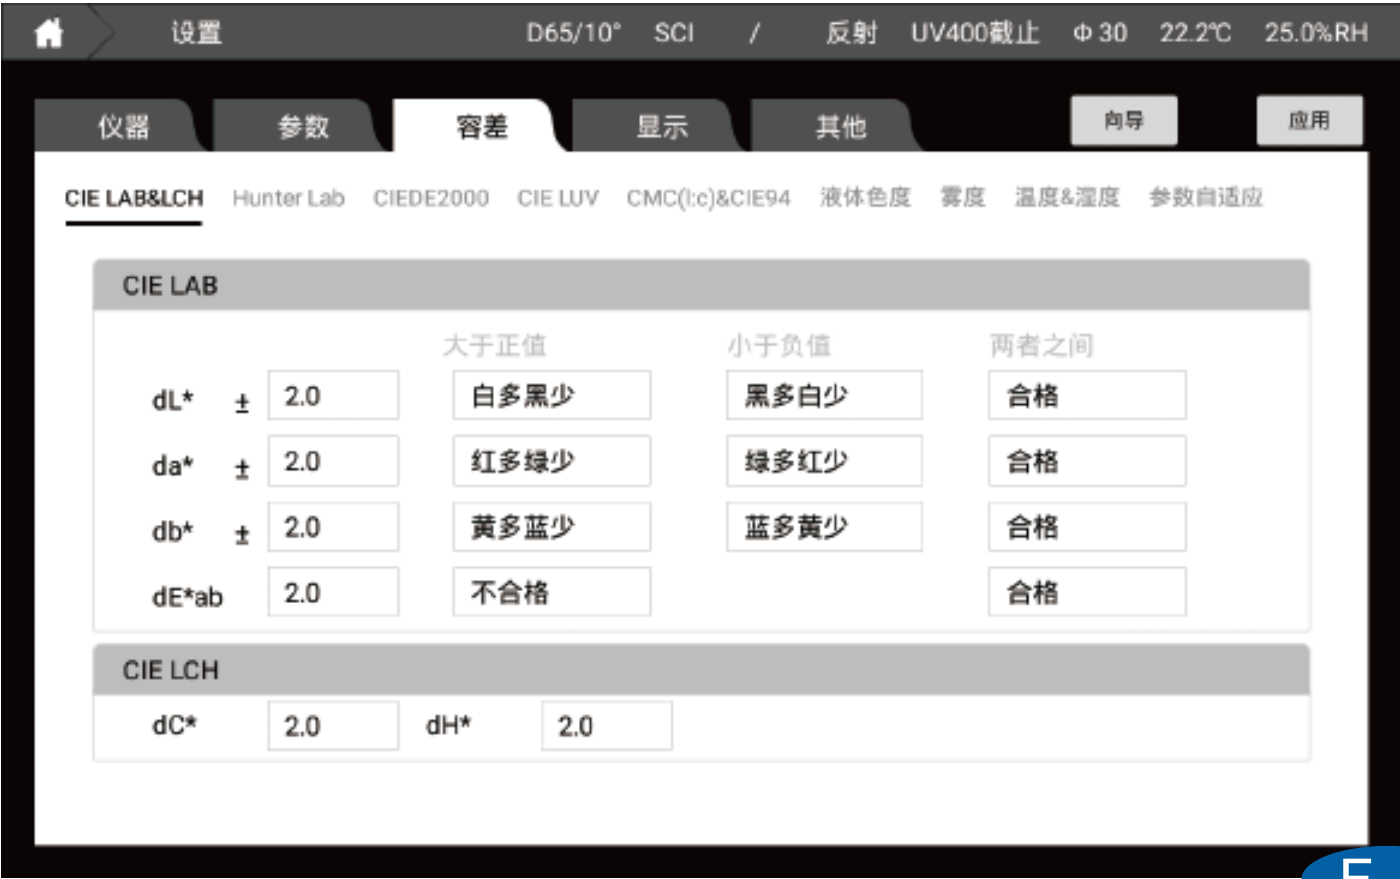 设置 D65/10° SCI / 反射 UV400截止 Φ30 22.2℃ 25.0%RH
仪器 参数 容差 显示 其他 向导 应用
CIE LAB&LCH Hunter Lab CIEDE2000 CIE LUV CMC(l:c)&CIE94 液体色度 雾度 温度&湿度 参数自适应
CIE LAB
大于正值 小于负值 两者之间
dL* ± 2.0 白多黑少 黑多白少 合格
da* ± 2.0 红多绿少 绿多红少 合格
db* ± 2.0 黄多蓝少 蓝多黄少 合格
dE*ab 2.0 不合格 合格
CIE LCH
dC* 2.0 dH* 2.0